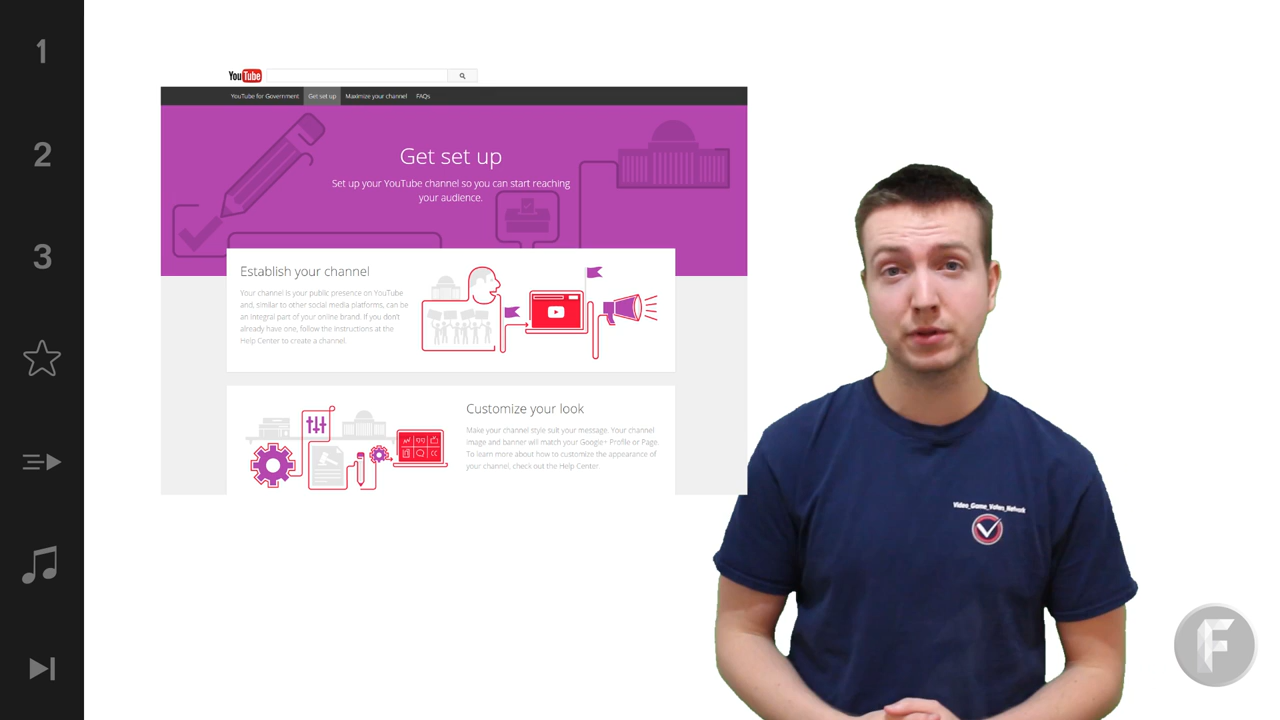 1
2
3
YouTube
YouTube for Government Get set up Maximize your channel FAQs
Get set up
Set up your YouTube channel so you can start reaching
your audience.
Establish your channel
Your channel is your public presence on YouTube
and, similar to other social media platforms, can be
an integral part of your online brand. If you don't
already have one, follow the instructions at the
Help Center to create a channel.
Customize your look
Make your channel style suit your message. Your channel
image and banner will match your Google+ Profile or Page.
To learn more about how to customize the appearance of
your channel, check out the Help Center.
Video_Game_Voters_Network
F